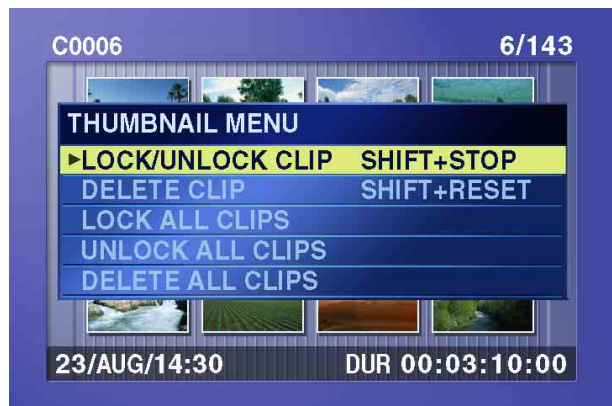 C0006 6/143
THUMBNAIL MENU
►LOCK/UNLOCK CLIP SHIFT+STOP
DELETE CLIP SHIFT+RESET
LOCK ALL CLIPS
UNLOCK ALL CLIPS
DELETE ALL CLIPS
23/AUG/14:30 DUR 00:03:10:00